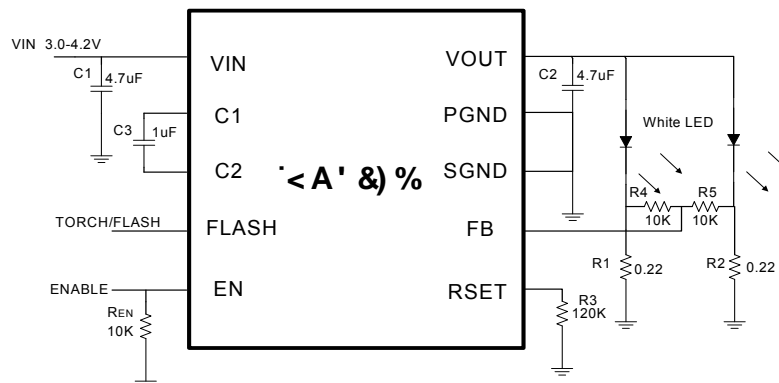 VIN 3.0-4.2V
C1
4.7uF
C3
1uF
VIN
C1
C2
FLASH
EN
VOUT
PGND
SGND
FB
RSET
TORCH/FLASH
ENABLE
REN
10K
C2
4.7uF
White LED
R4
10K
R5
10K
R1
0.22
R2
0.22
R3
120K